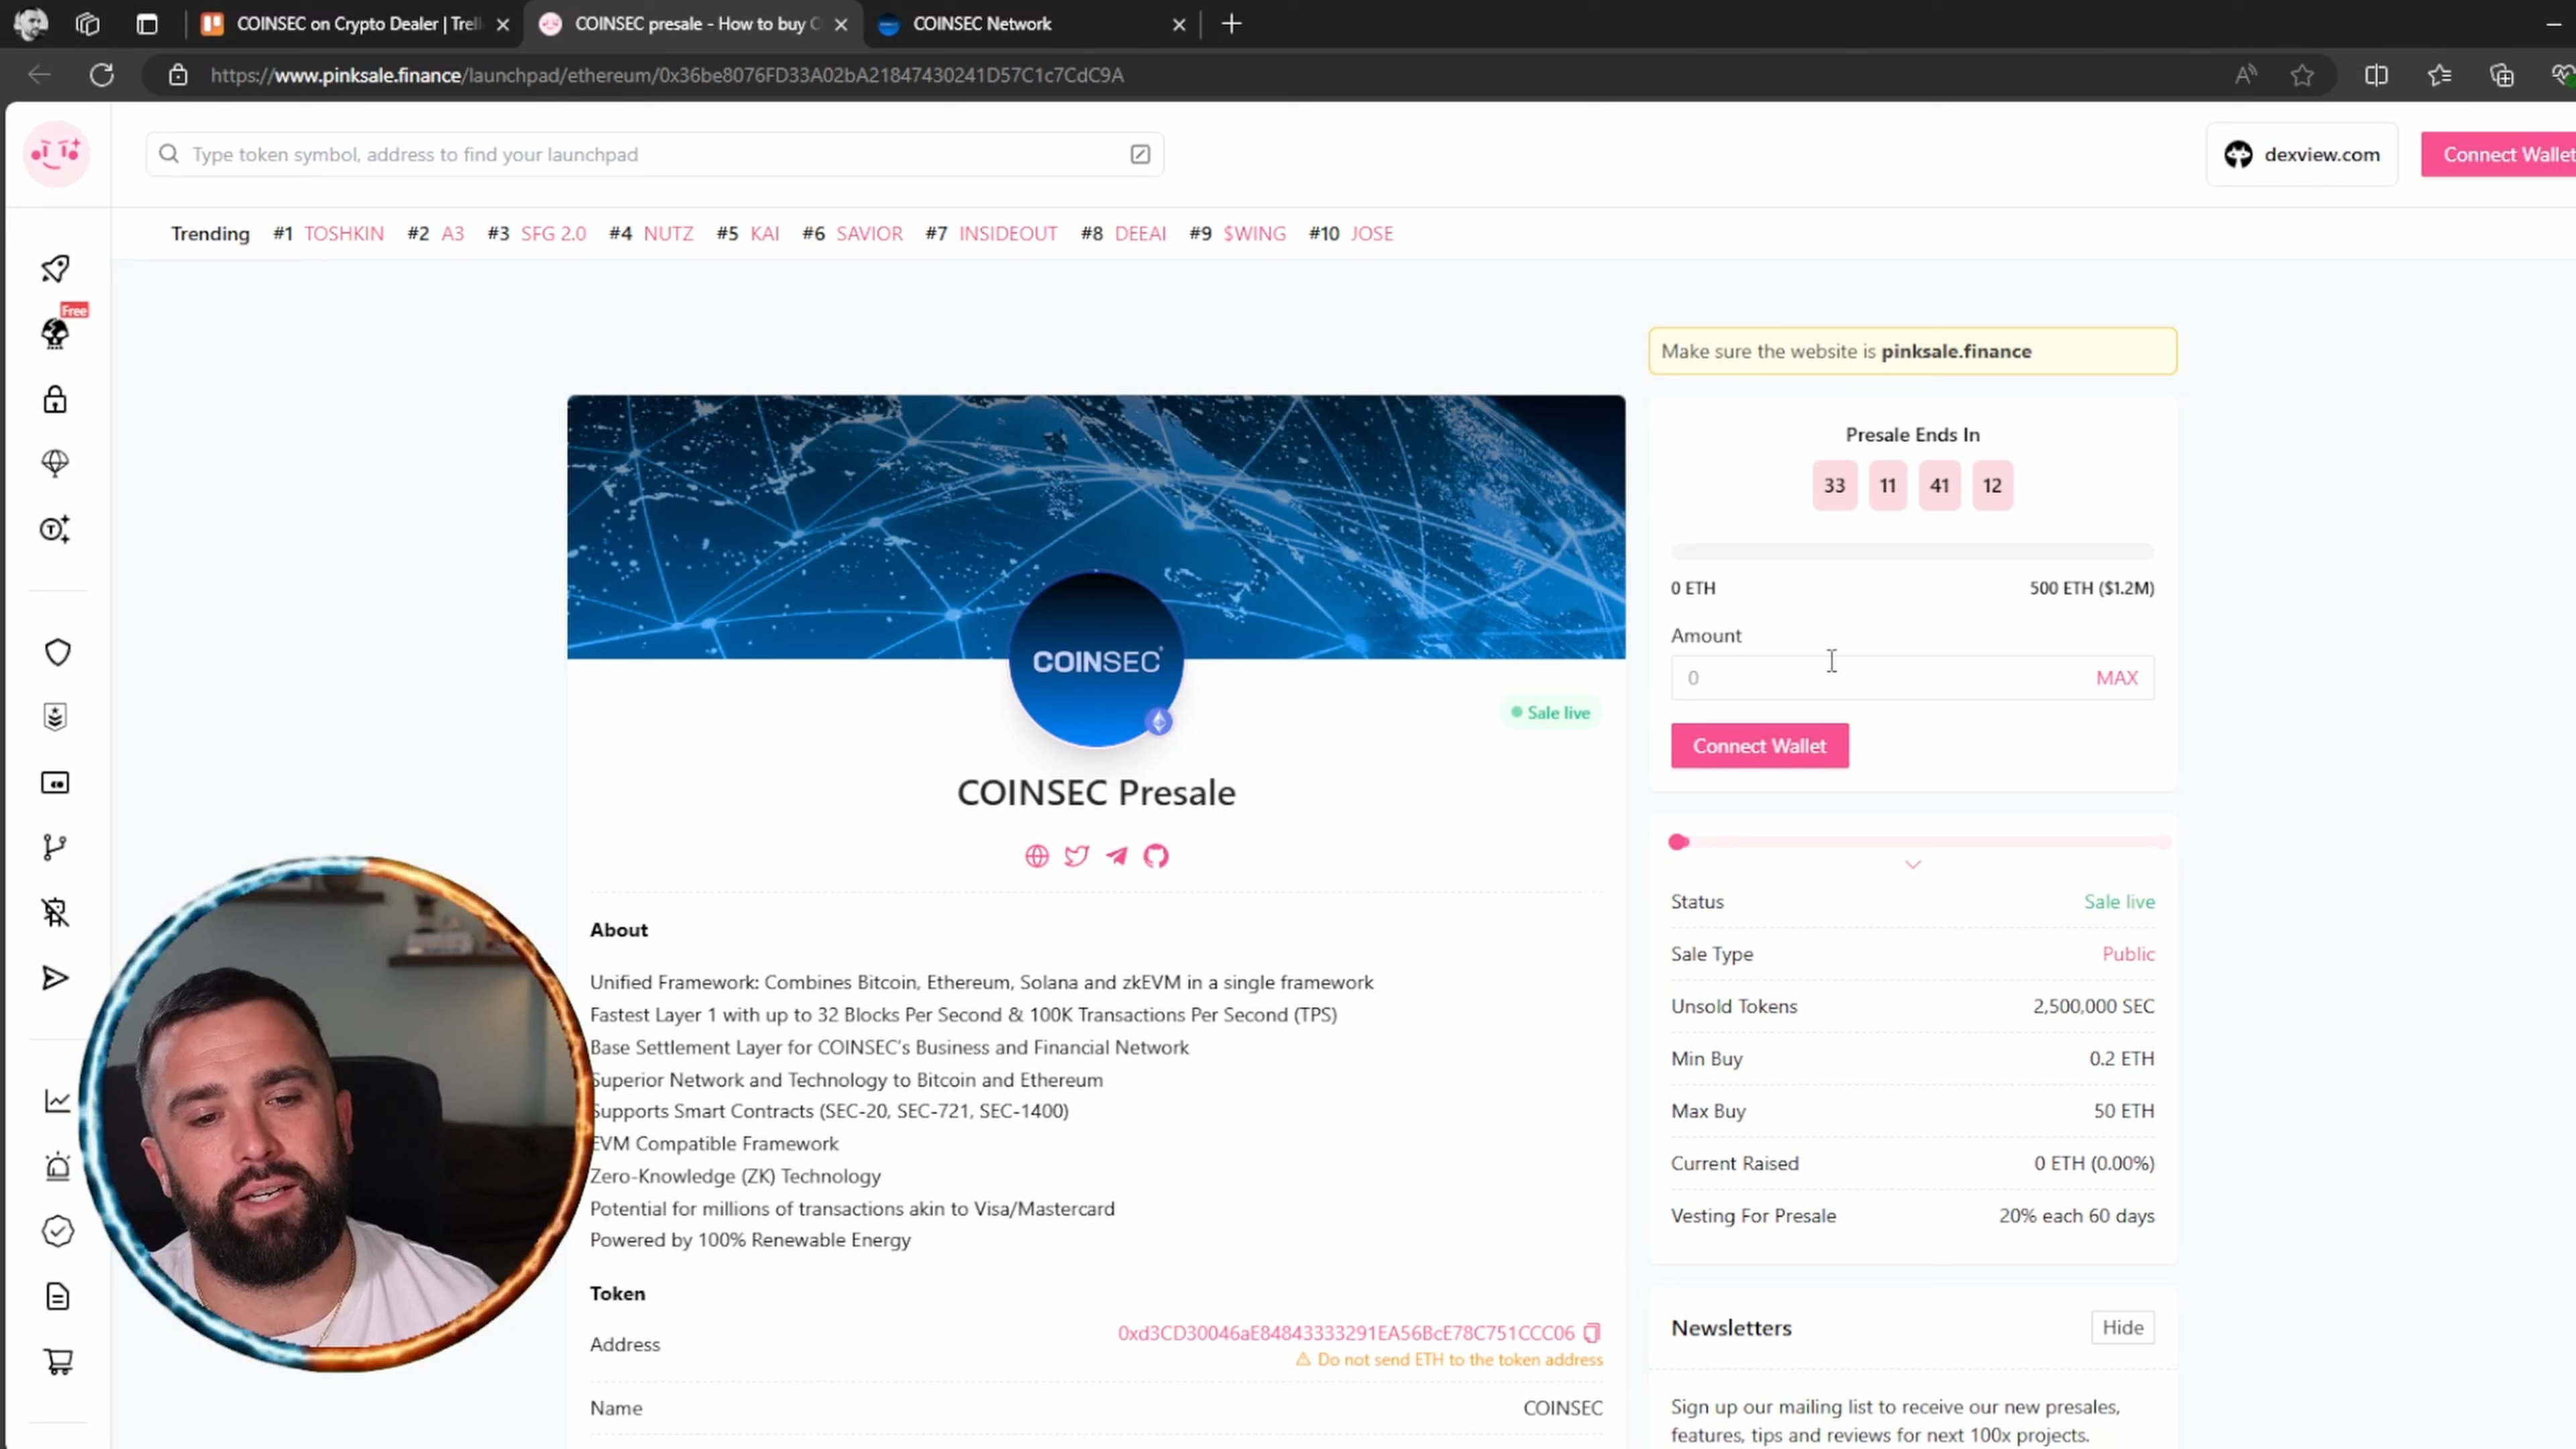 COINSEC on Crypto Dealer | Trell
COINSEC presale - How to buy C
COINSEC Network
https://www.pinksale.finance/launchpad/ethereum/0x36be8076FD33A02bA21847430241D57C1c7CdC9A
Type token symbol, address to find your launchpad
dexview.com
Connect Wallet
Trending #1 TOSHKIN #2 A3 #3 SFG 2.0 #4 NUTZ #5 KAI #6 SAVIOR #7 INSIDEOUT #8 DEEAI #9 $WING #10 JOSE
Free
Make sure the website is pinksale.finance
Presale Ends In
33 11 41 12
0 ETH 500 ETH ($1.2M)
Amount
0 MAX
Connect Wallet
COINSEC
Sale live
COINSEC Presale
About
Unified Framework: Combines Bitcoin, Ethereum, Solana and zkEVM in a single framework
Fastest Layer 1 with up to 32 Blocks Per Second & 100K Transactions Per Second (TPS)
Base Settlement Layer for COINSEC's Business and Financial Network
Superior Network and Technology to Bitcoin and Ethereum
Supports Smart Contracts (SEC-20, SEC-721, SEC-1400)
EVM Compatible Framework
Zero-Knowledge (ZK) Technology
Potential for millions of transactions akin to Visa/Mastercard
Powered by 100% Renewable Energy
Token
Address 0xd3CD30046aE84843333291EA56BcE78C751CCC06
Do not send ETH to the token address
Name COINSEC
Status Sale live
Sale Type Public
Unsold Tokens 2,500,000 SEC
Min Buy 0.2 ETH
Max Buy 50 ETH
Current Raised 0 ETH (0.00%)
Vesting For Presale 20% each 60 days
Newsletters Hide
Sign up our mailing list to receive our new presales,
features, tips and reviews for next 100x projects.